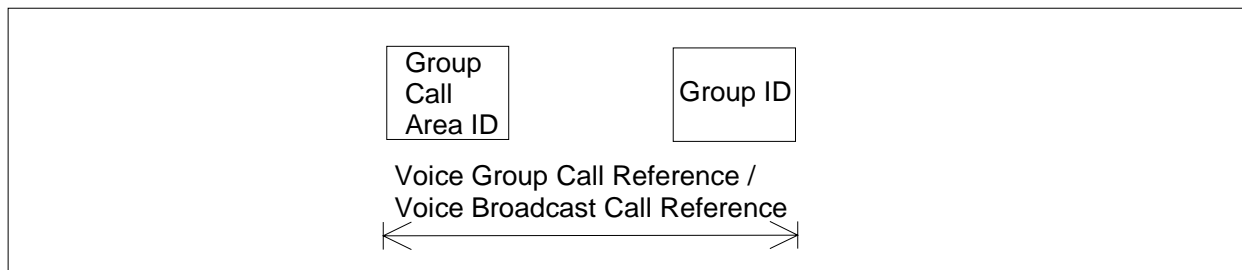 Group
Call
Area ID
Group ID
Voice Group Call Reference /
Voice Broadcast Call Reference